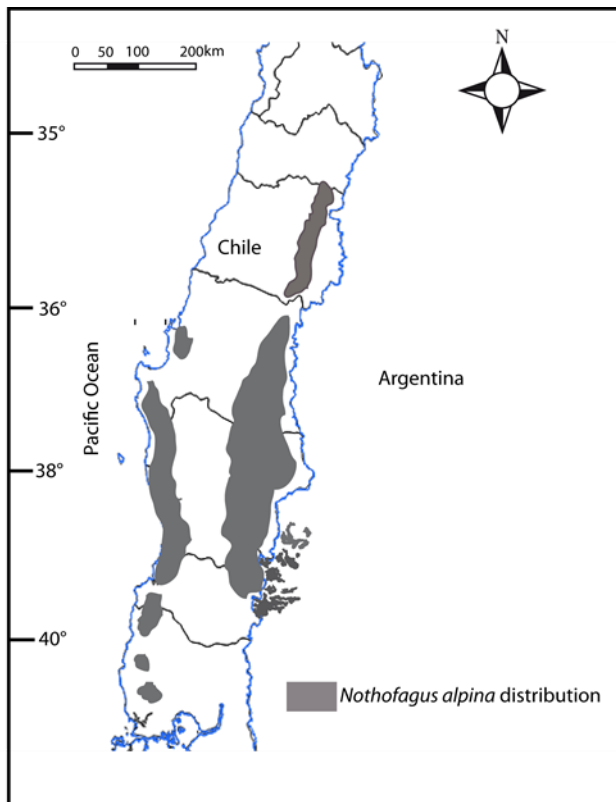 N
0 50 100 200km
35°
Chile
36°
Argentina
Pacific Ocean
38°
40°
Nothofagus alpina distribution